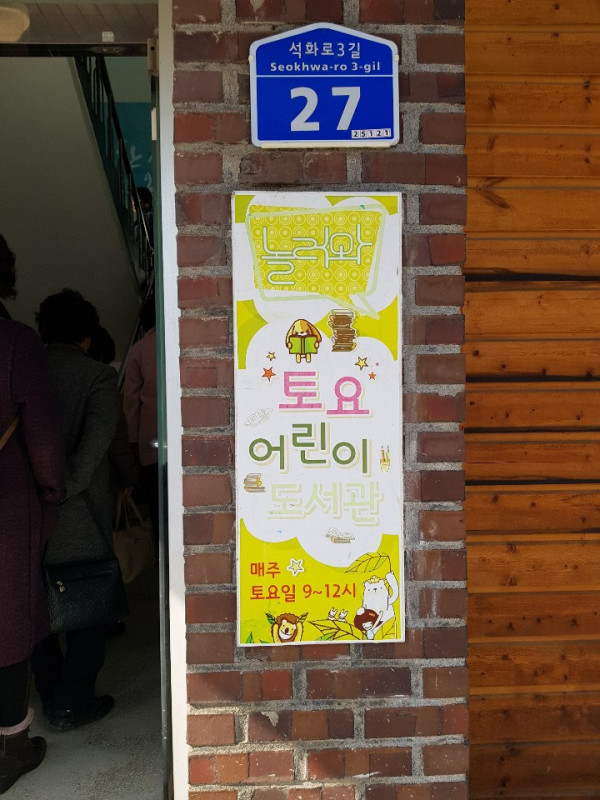 석화로3길
Seokhwa-ro 3-gil
27
25121
놀러와
토요
어린이
도서관
매주
토요일 9~12시